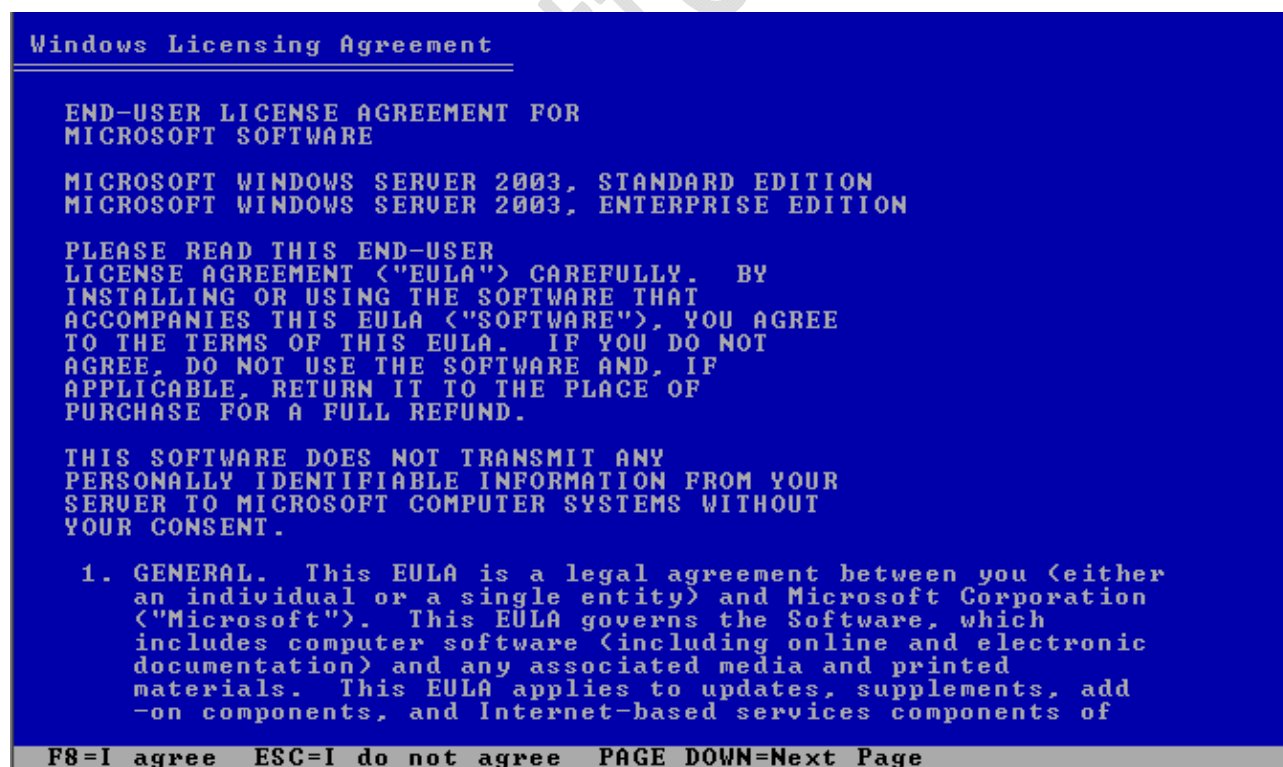 Windows Licensing Agreement
END-USER LICENSE AGREEMENT FOR
MICROSOFT SOFTWARE
MICROSOFT WINDOWS SERVER 2003, STANDARD EDITION
MICROSOFT WINDOWS SERVER 2003, ENTERPRISE EDITION
PLEASE READ THIS END-USER
LICENSE AGREEMENT ("EULA") CAREFULLY.  BY
INSTALLING OR USING THE SOFTWARE THAT
ACCOMPANIES THIS EULA ("SOFTWARE"), YOU AGREE
TO THE TERMS OF THIS EULA.  IF YOU DO NOT
AGREE, DO NOT USE THE SOFTWARE AND, IF
APPLICABLE, RETURN IT TO THE PLACE OF
PURCHASE FOR A FULL REFUND.
THIS SOFTWARE DOES NOT TRANSMIT ANY
PERSONALLY IDENTIFIABLE INFORMATION FROM YOUR
SERVER TO MICROSOFT COMPUTER SYSTEMS WITHOUT
YOUR CONSENT.
1. GENERAL.  This EULA is a legal agreement between you (either
an individual or a single entity) and Microsoft Corporation
("Microsoft").  This EULA governs the Software, which
includes computer software (including online and electronic
documentation) and any associated media and printed
materials.  This EULA applies to updates, supplements, add
-on components, and Internet-based services components of
F8=I agree  ESC=I do not agree  PAGE DOWN=Next Page